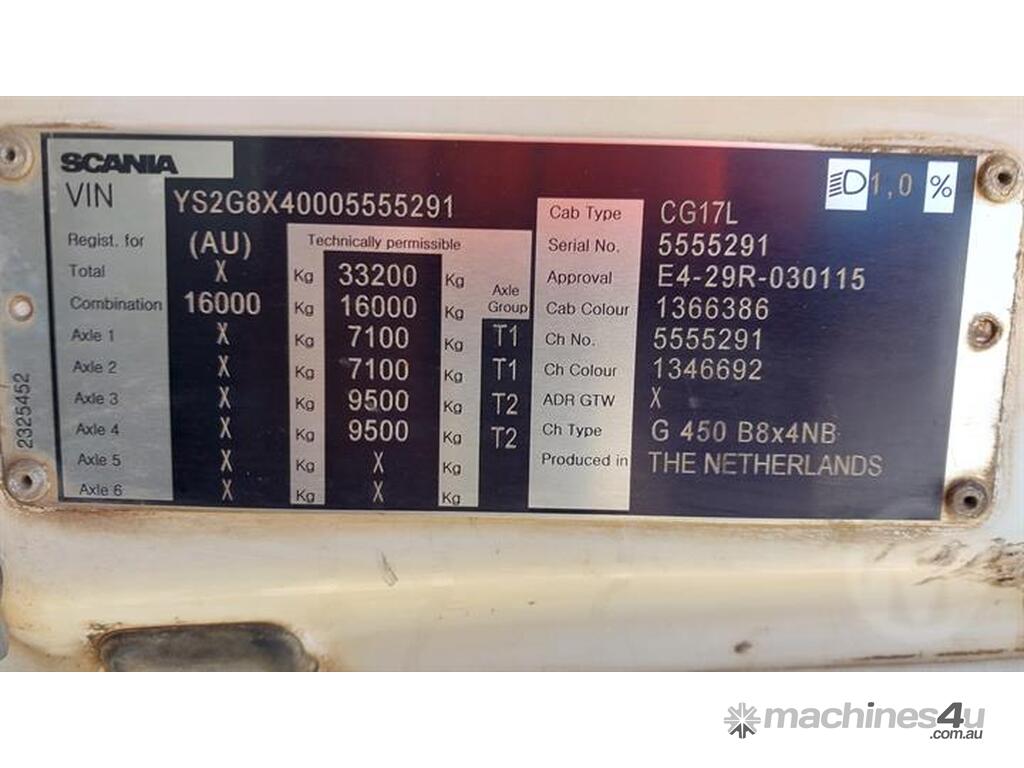 SCANIA
VIN YS2G8X40005555291
1,0 %
Cab Type CG17L
Regist. for (AU) Technically permissible
Serial No. 5555291
Total X Kg 33200 Kg
Axle Group
Approval E4-29R-030115
Combination 16000 Kg 16000 Kg
Cab Colour 1366386
Axle 1 X Kg 7100 Kg T1
Ch No. 5555291
Axle 2 X Kg 7100 Kg T1
Ch Colour 1346692
Axle 3 X Kg 9500 Kg T2
ADR GTW X
Axle 4 X Kg 9500 Kg T2
Ch Type G 450 B8x4NB
Axle 5 X Kg X Kg
Produced in THE NETHERLANDS
Axle 6 X Kg X Kg
2325452
machines4u
.com.au